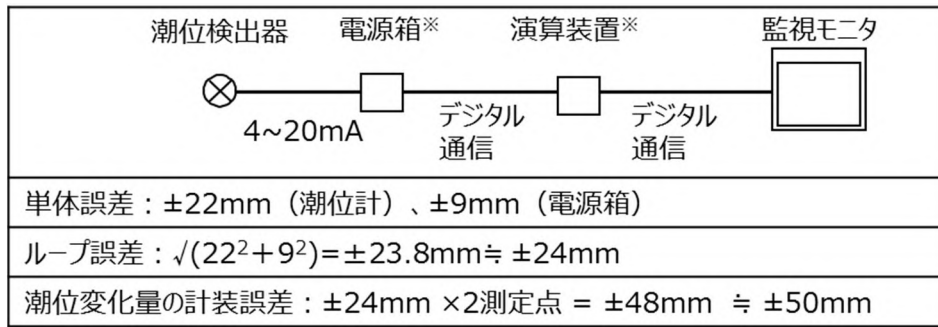 潮位検出器 電源箱※ 演算装置※ 監視モニタ
4~20mA
デジタル
通信
デジタル
通信
単体誤差：±22mm（潮位計）、±9mm（電源箱）
ループ誤差：√(22²＋9²)=±23.8mm≒ ±24mm
潮位変化量の計装誤差：±24mm ×2測定点 = ±48mm ≒ ±50mm